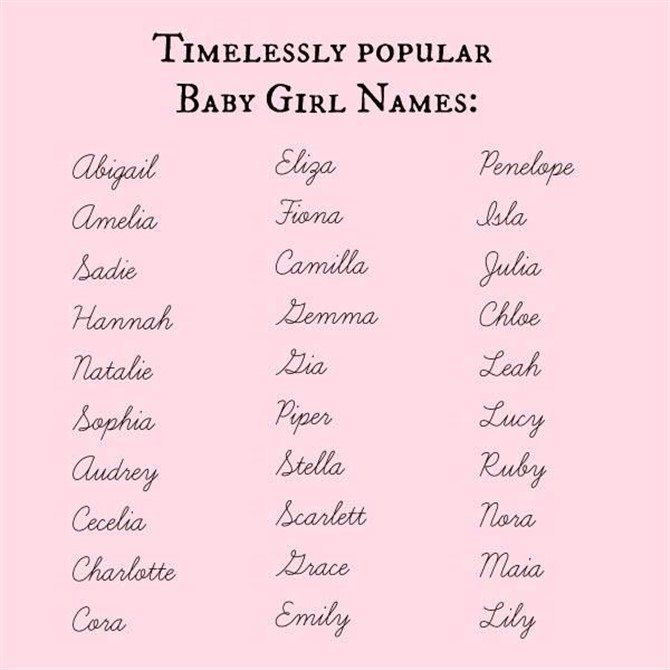 Timelessly popular
Baby Girl Names:
Abigail
Amelia
Sadie
Hannah
Natalie
Sophia
Audrey
Cecelia
Charlotte
Cora
Eliza
Fiona
Camilla
Gemma
Gia
Piper
Stella
Scarlett
Grace
Emily
Penelope
Isla
Julia
Chloe
Leah
Lucy
Ruby
Nora
Maia
Lily